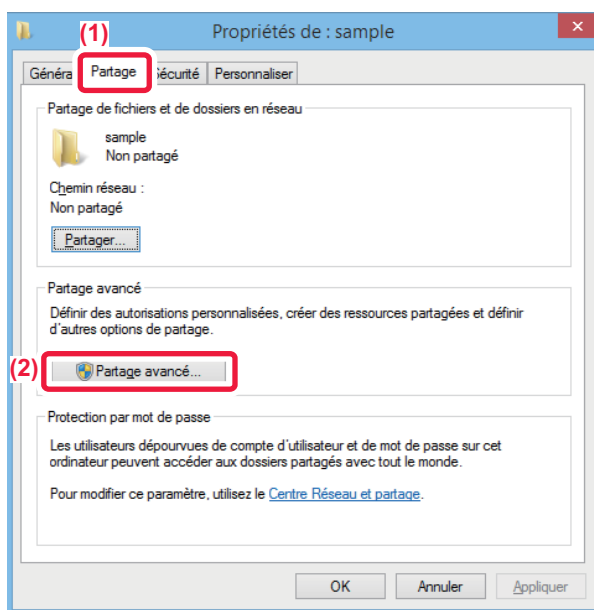 (1)
Propriétés de : sample
Généra Partage écurité Personnaliser
Partage de fichiers et de dossiers en réseau
sample
Non partagé
Chemin réseau :
Non partagé
Partager...
Partage avancé
Définir des autorisations personnalisées, créer des ressources partagées et définir
d'autres options de partage.
(2)
Partage avancé...
Protection par mot de passe
Les utilisateurs dépourvues de compte d'utilisateur et de mot de passe sur cet
ordinateur peuvent accéder aux dossiers partagés avec tout le monde.
Pour modifier ce paramètre, utilisez le Centre Réseau et partage.
OK Annuler Appliquer